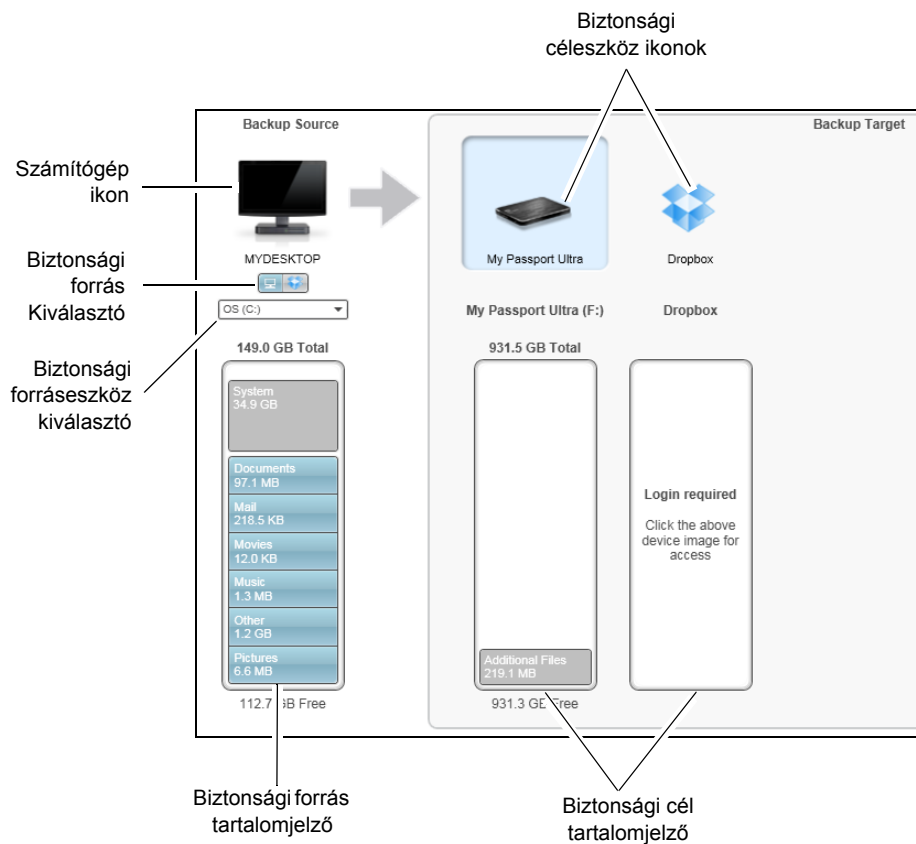 Biztonsági
céleszköz ikonok
Backup Source
Backup Target
Számítógép
ikon
MYDESKTOP
My Passport Ultra
Dropbox
Biztonsági
forrás
Kiválasztó
OS (C:)
My Passport Ultra (F:)
Dropbox
Biztonsági
forráseszköz
kiválasztó
149.0 GB Total
931.5 GB Total
System
34.9 GB
Documents
97.1 MB
Mail
218.5 KB
Movies
12.0 KB
Music
1.3 MB
Other
1.2 GB
Pictures
6.6 MB
112.7 GB Free
Additional Files
219.1 MB
931.3 GB Free
Login required
Click the above
device image for
access
Biztonsági forrás
tartalomjelző
Biztonsági cél
tartalomjelző